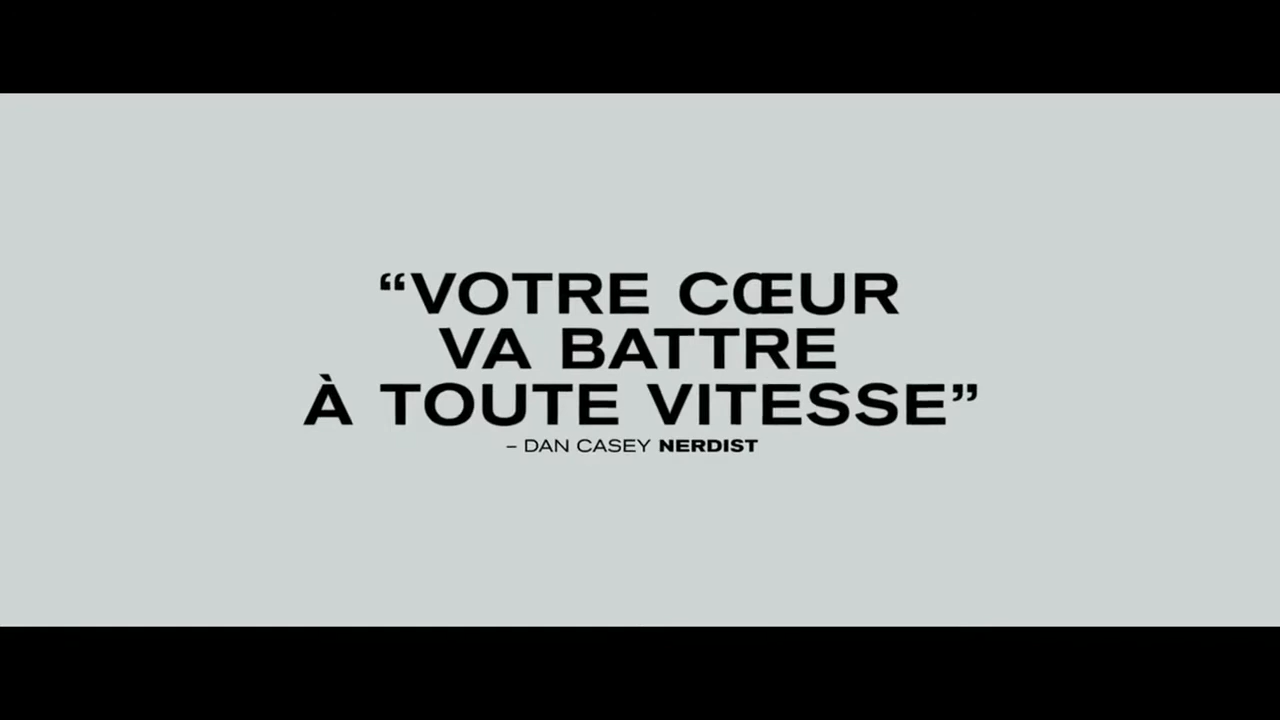 “VOTRE CŒUR
VA BATTRE
À TOUTE VITESSE”
– DAN CASEY NERDIST